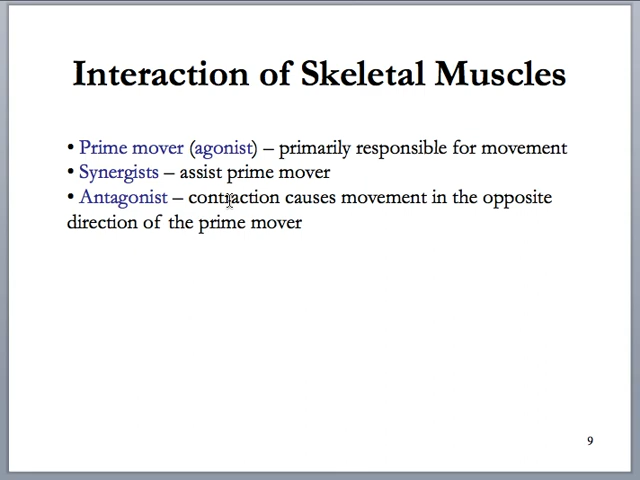 Interaction of Skeletal Muscles
• Prime mover (agonist) – primarily responsible for movement
• Synergists – assist prime mover
• Antagonist – contraction causes movement in the opposite
direction of the prime mover
9